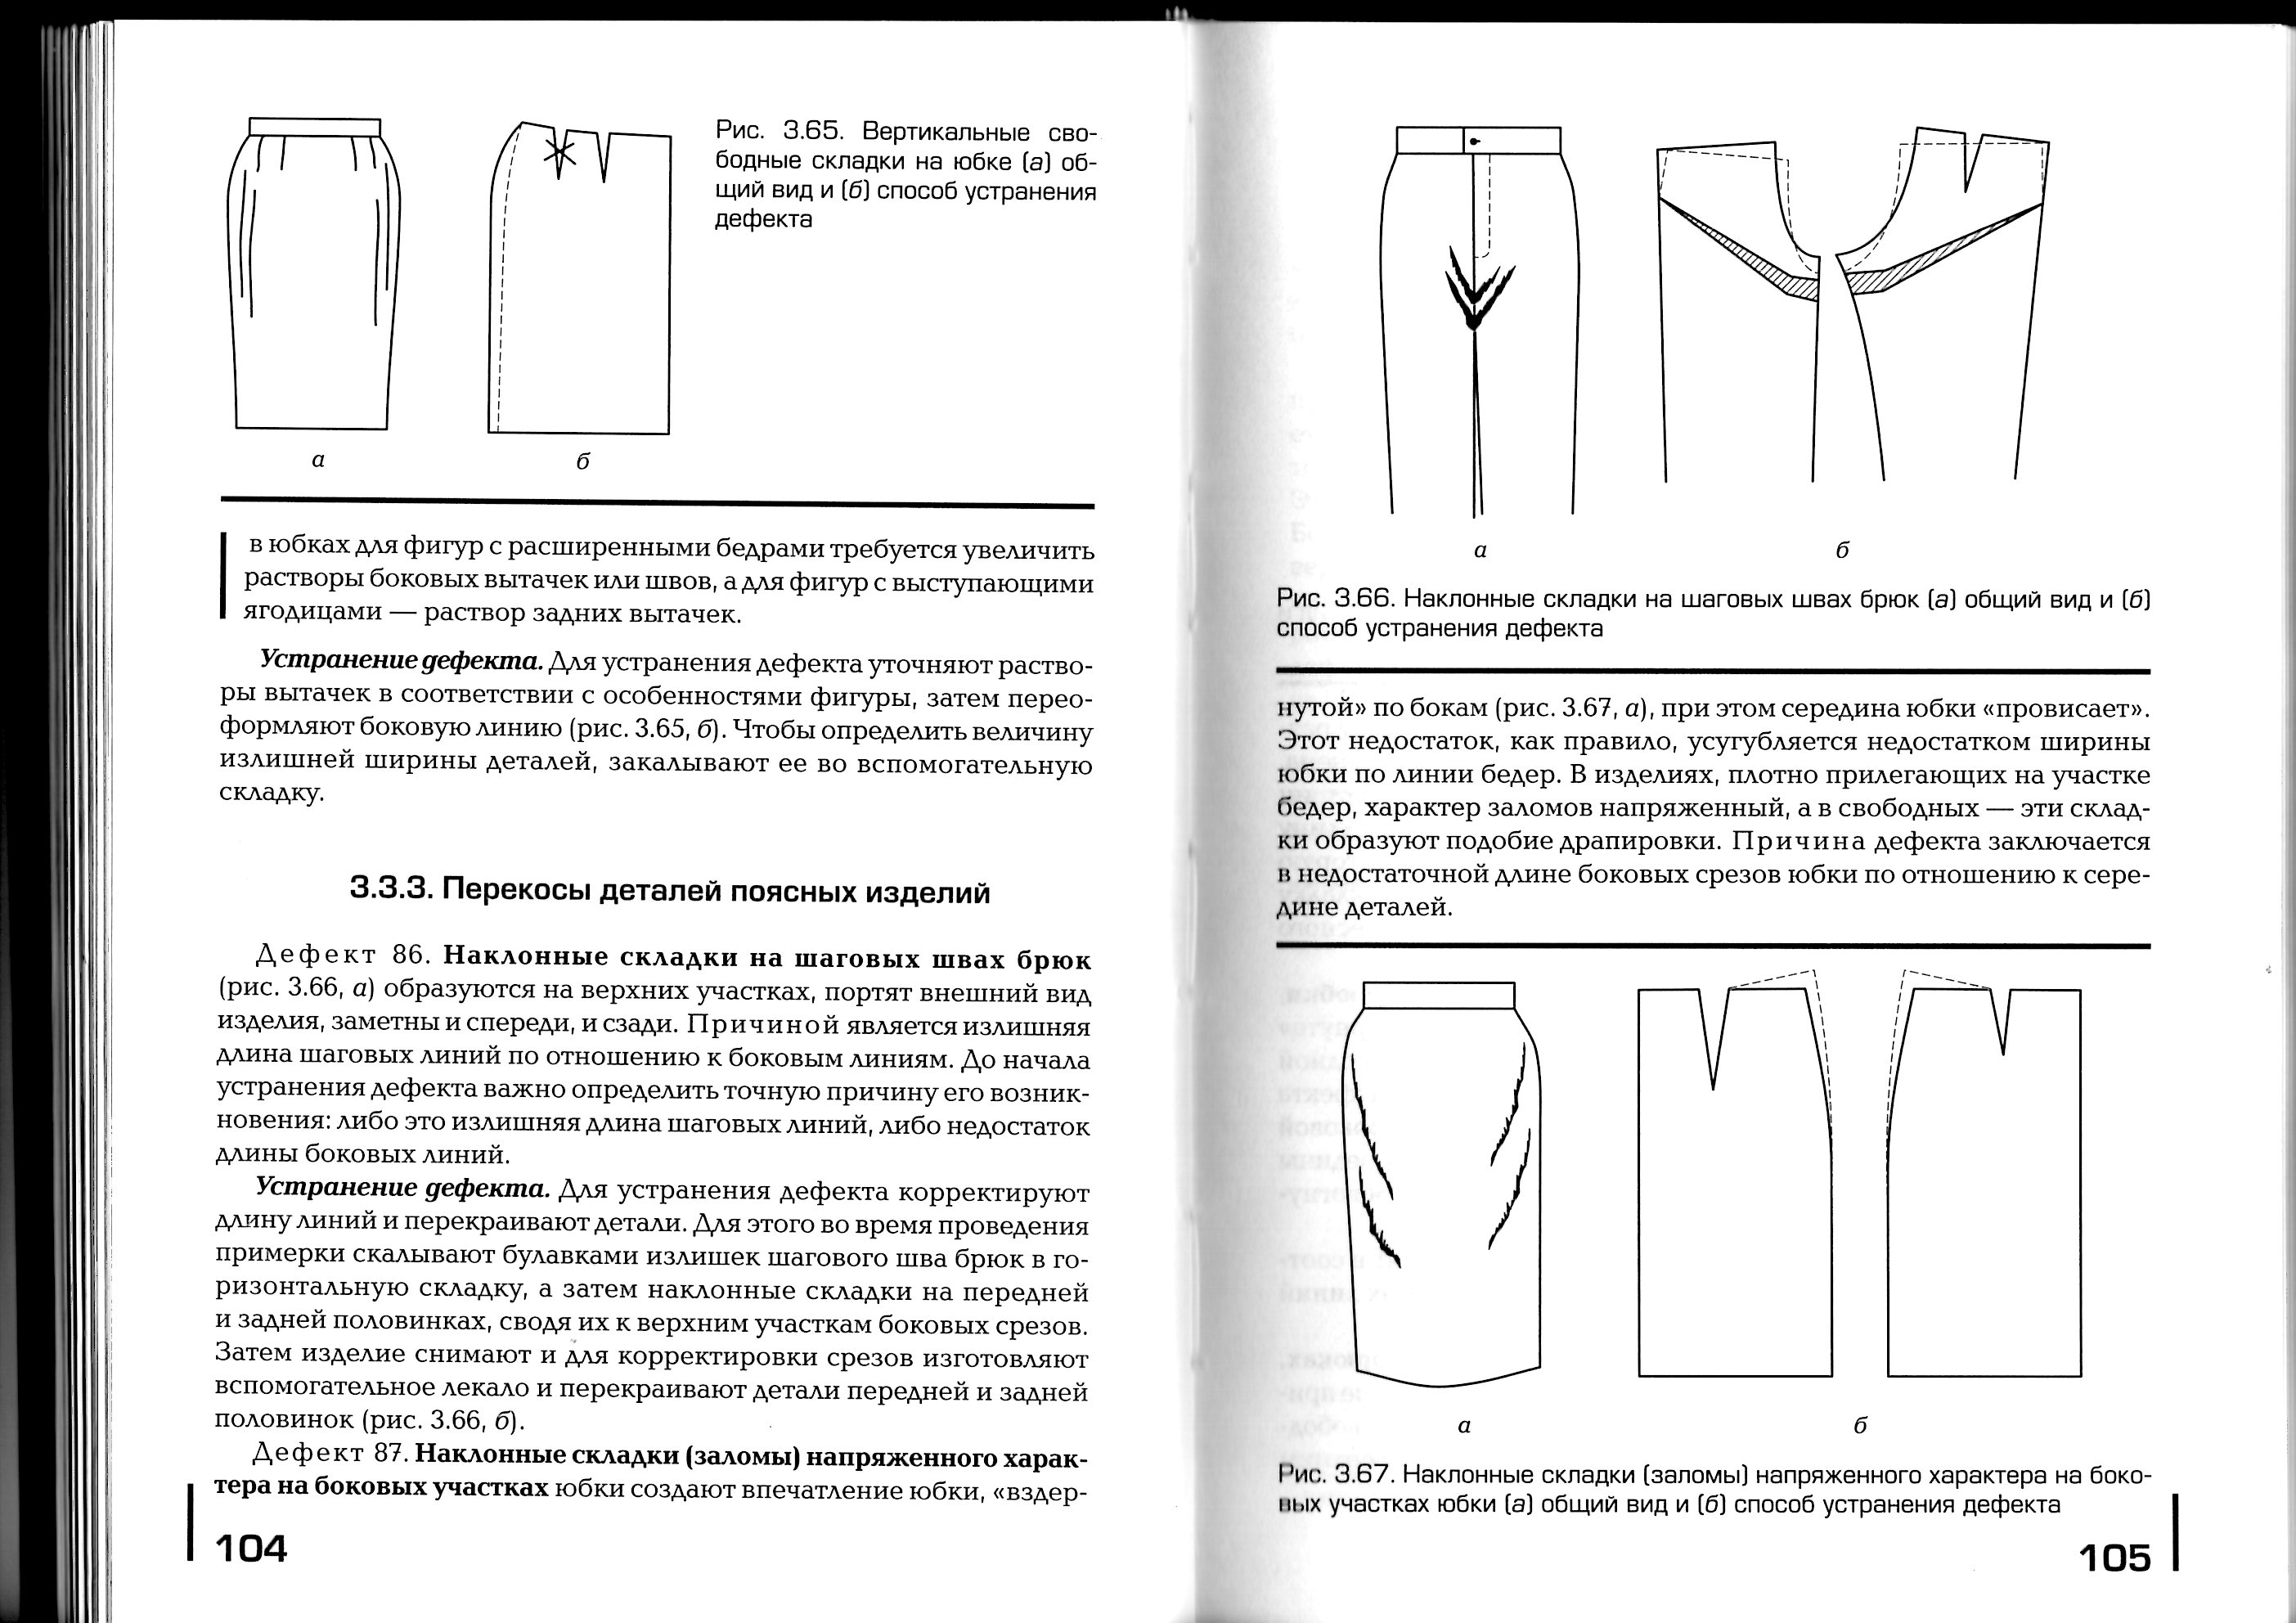 Рис. 3.65. Вертикальные сво-
бодные складки на юбке (а) об-
щий вид и (б) способ устранения
дефекта
а
б
в юбках для фигур с расширенными бедрами требуется увеличить
растворы боковых вытачек или швов, а для фигур с выступающими
ягодицами — раствор задних вытачек.
Устранение дефекта. Для устранения дефекта уточняют раство-
ры вытачек в соответствии с особенностями фигуры, затем перео-
формляют боковую линию (рис. 3.65, б). Чтобы определить величину
излишней ширины деталей, закалывают ее во вспомогательную
складку.
3.3.3. Перекосы деталей поясных изделий
Дефект 86. Наклонные складки на шаговых швах брюк
(рис. 3.66, а) образуются на верхних участках, портят внешний вид
изделия, заметны и спереди, и сзади. Причиной является излишняя
длина шаговых линий по отношению к боковым линиям. До начала
устранения дефекта важно определить точную причину его возник-
новения: либо это излишняя длина шаговых линий, либо недостаток
длины боковых линий.
Устранение дефекта. Для устранения дефекта корректируют
длину линий и перекраивают детали. Для этого во время проведения
примерки скалывают булавками излишек шагового шва брюк в го-
ризонтальную складку, а затем наклонные складки на передней
и задней половинках, сводя их к верхним участкам боковых срезов.
Затем изделие снимают и для корректировки срезов изготовляют
вспомогательное лекало и перекраивают детали передней и задней
половинок (рис. 3.66, б).
Дефект 87. Наклонные складки (заломы) напряженного харак-
тера на боковых участках юбки создают впечатление юбки, «вздер-
104
а
б
Рис. 3.66. Наклонные складки на шаговых швах брюк (а) общий вид и (б)
способ устранения дефекта
нутой» по бокам (рис. 3.67, а), при этом середина юбки «провисает».
Этот недостаток, как правило, усугубляется недостатком ширины
юбки по линии бедер. В изделиях, плотно прилегающих на участке
бедер, характер заломов напряженный, а в свободных — эти склад-
ки образуют подобие драпировки. Причина дефекта заключается
в недостаточной длине боковых срезов юбки по отношению к сере-
дине деталей.
а
б
Рис. 3.67. Наклонные складки (заломы) напряженного характера на боко-
вых участках юбки (а) общий вид и (б) способ устранения дефекта
105